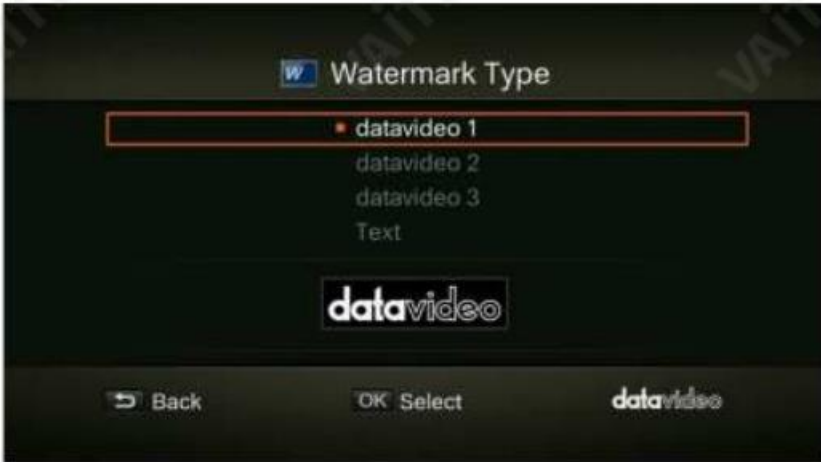 W Watermark Type
datavideo 1
datavideo 2
datavideo 3
Text
datavideo
Back OK Select datavideo